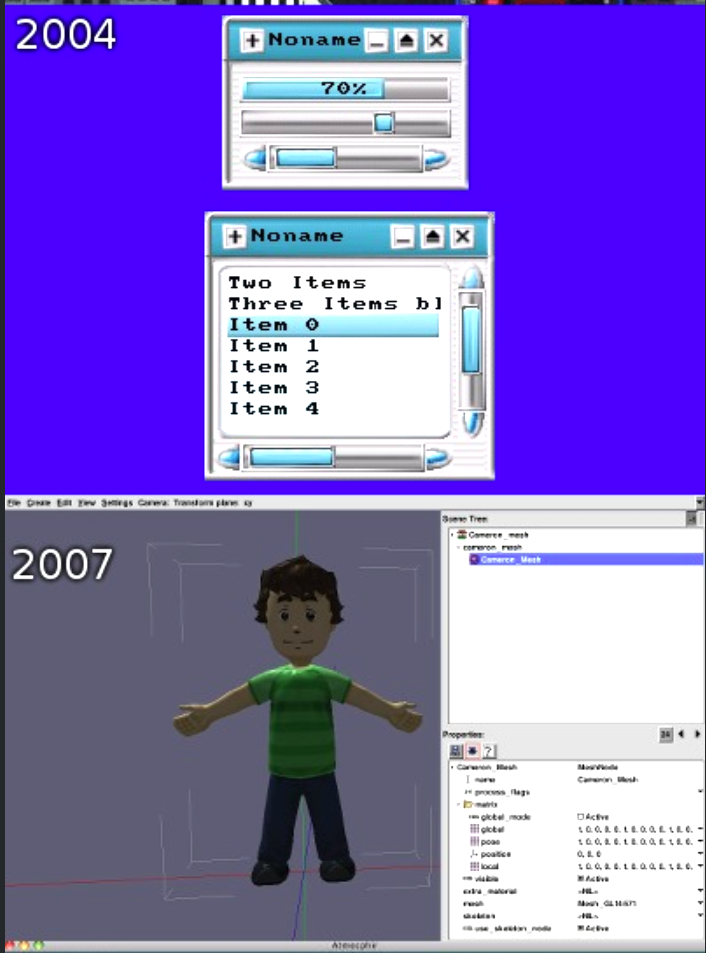 2004
Noname
70%
Noname
Two Items
Three Items bl
Item 0
Item 1
Item 2
Item 3
Item 4
File Create Edit View Settings Camera: Transform plane: xy
2007
Scene Tree:
Cameron_mesh
cameron_mesh
Cameron_Mesh
Properties:
24
?
Cameron_Mesh MeshNode
name Cameron_Mesh
process_flags
matrix
global_mode Active
global 1, 0, 0, 0, 0, 1, 0, 0, 0, 0, 1, 0, 0,
pose 1, 0, 0, 0, 0, 1, 0, 0, 0, 0, 1, 0, 0,
position 0, 0, 0
local 1, 0, 0, 0, 0, 1, 0, 0, 0, 0, 1, 0, 0,
visible Active
extra_material <NIL>
mesh
skeleton <NIL>
use_skeleton_node Active